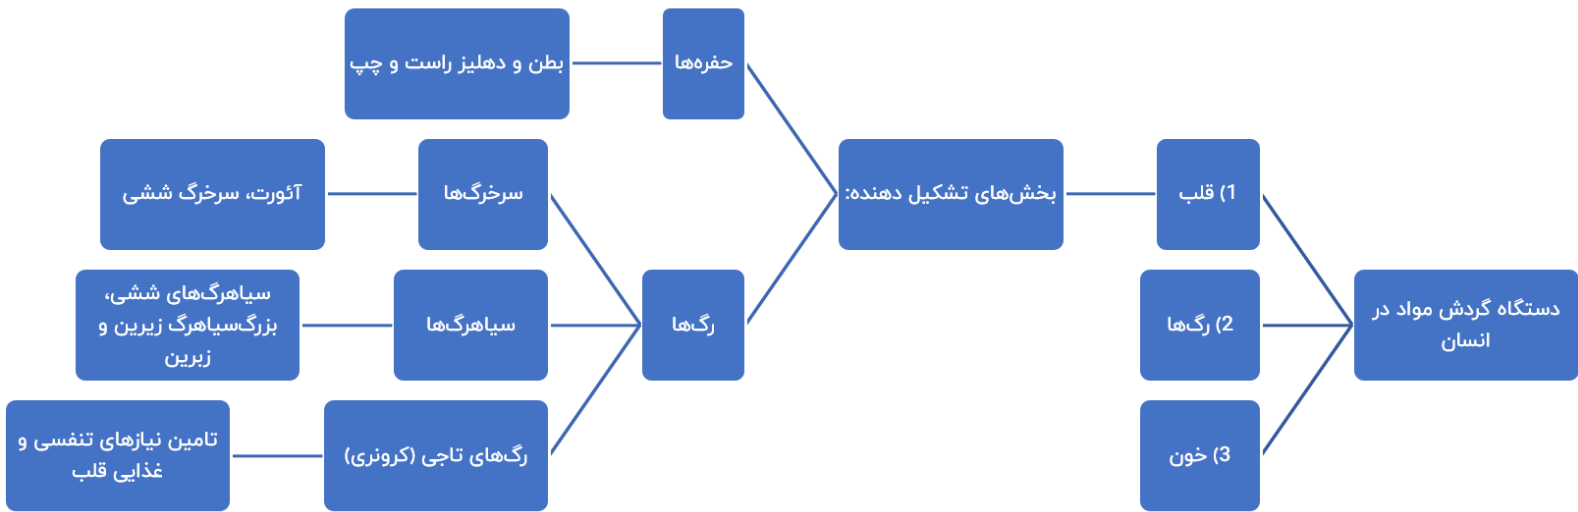 دستگاه گردش مواد در
انسان
1) قلب
2) رگ‌ها
3) خون
بخش‌های تشکیل دهنده:
حفره‌ها
بطن و دهلیز راست و چپ
رگ‌ها
سرخرگ‌ها
آئورت، سرخرگ ششی
سیاهرگ‌ها
سیاهرگ‌های ششی،
بزرگ‌سیاهرگ زیرین و
زبرین
رگ‌های تاجی (کرونری)
تامین نیازهای تنفسی و
غذایی قلب